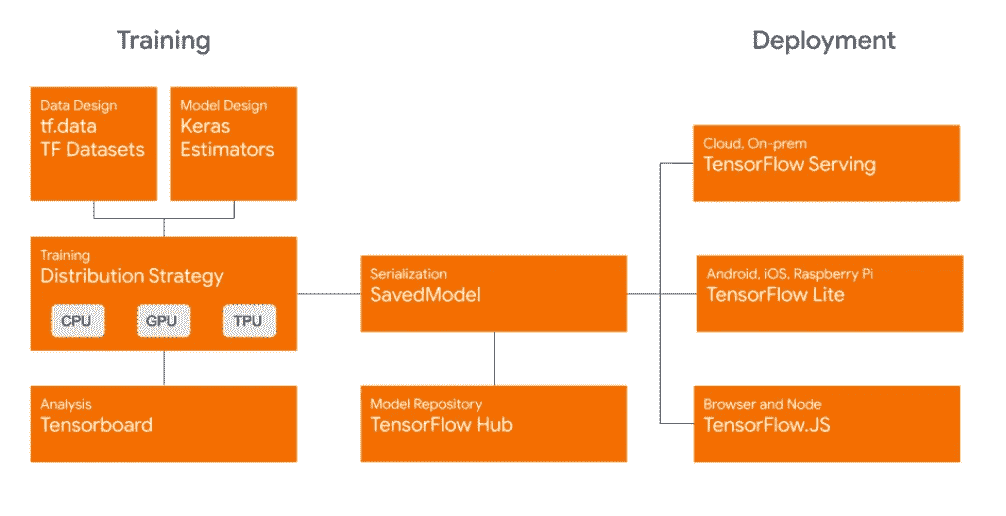 Training
Deployment
Data Design
tf.data
TF Datasets
Model Design
Keras
Estimators
Training
Distribution Strategy
CPU
GPU
TPU
Analysis
Tensorboard
Serialization
SavedModel
Model Repository
TensorFlow Hub
Cloud, On-prem
TensorFlow Serving
Android, iOS, Raspberry Pi
TensorFlow Lite
Browser and Node
TensorFlow.JS